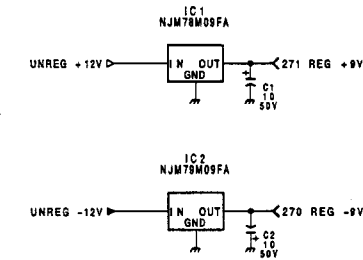 IC1
NJM78M09FA
UNREG +12V
IN OUT
GND
271 REG +9V
+
C1
10
50V
IC2
NJM79M09FA
UNREG -12V
IN OUT
GND
270 REG -9V
+
C2
10
50V